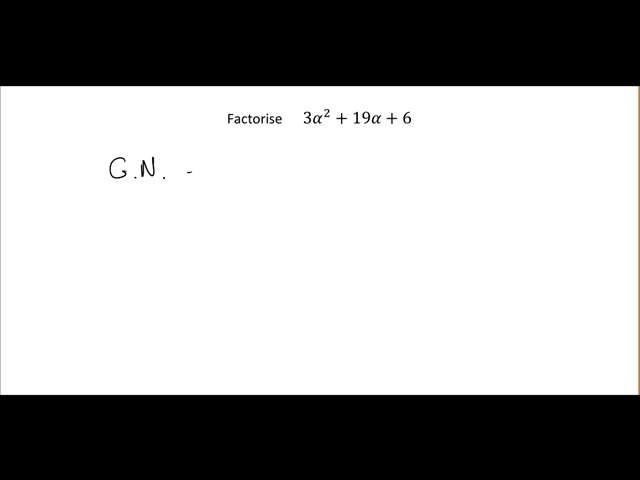 Factorise 3α² + 19α + 6
G.N. -